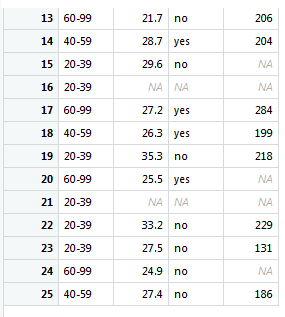 13 60-99 21.7 no 206
14 40-59 28.7 yes 204
15 20-39 29.6 no NA
16 20-39 NA NA NA
17 60-99 27.2 yes 284
18 40-59 26.3 yes 199
19 20-39 35.3 no 218
20 60-99 25.5 yes NA
21 20-39 NA NA NA
22 20-39 33.2 no 229
23 20-39 27.5 no 131
24 60-99 24.9 no NA
25 40-59 27.4 no 186